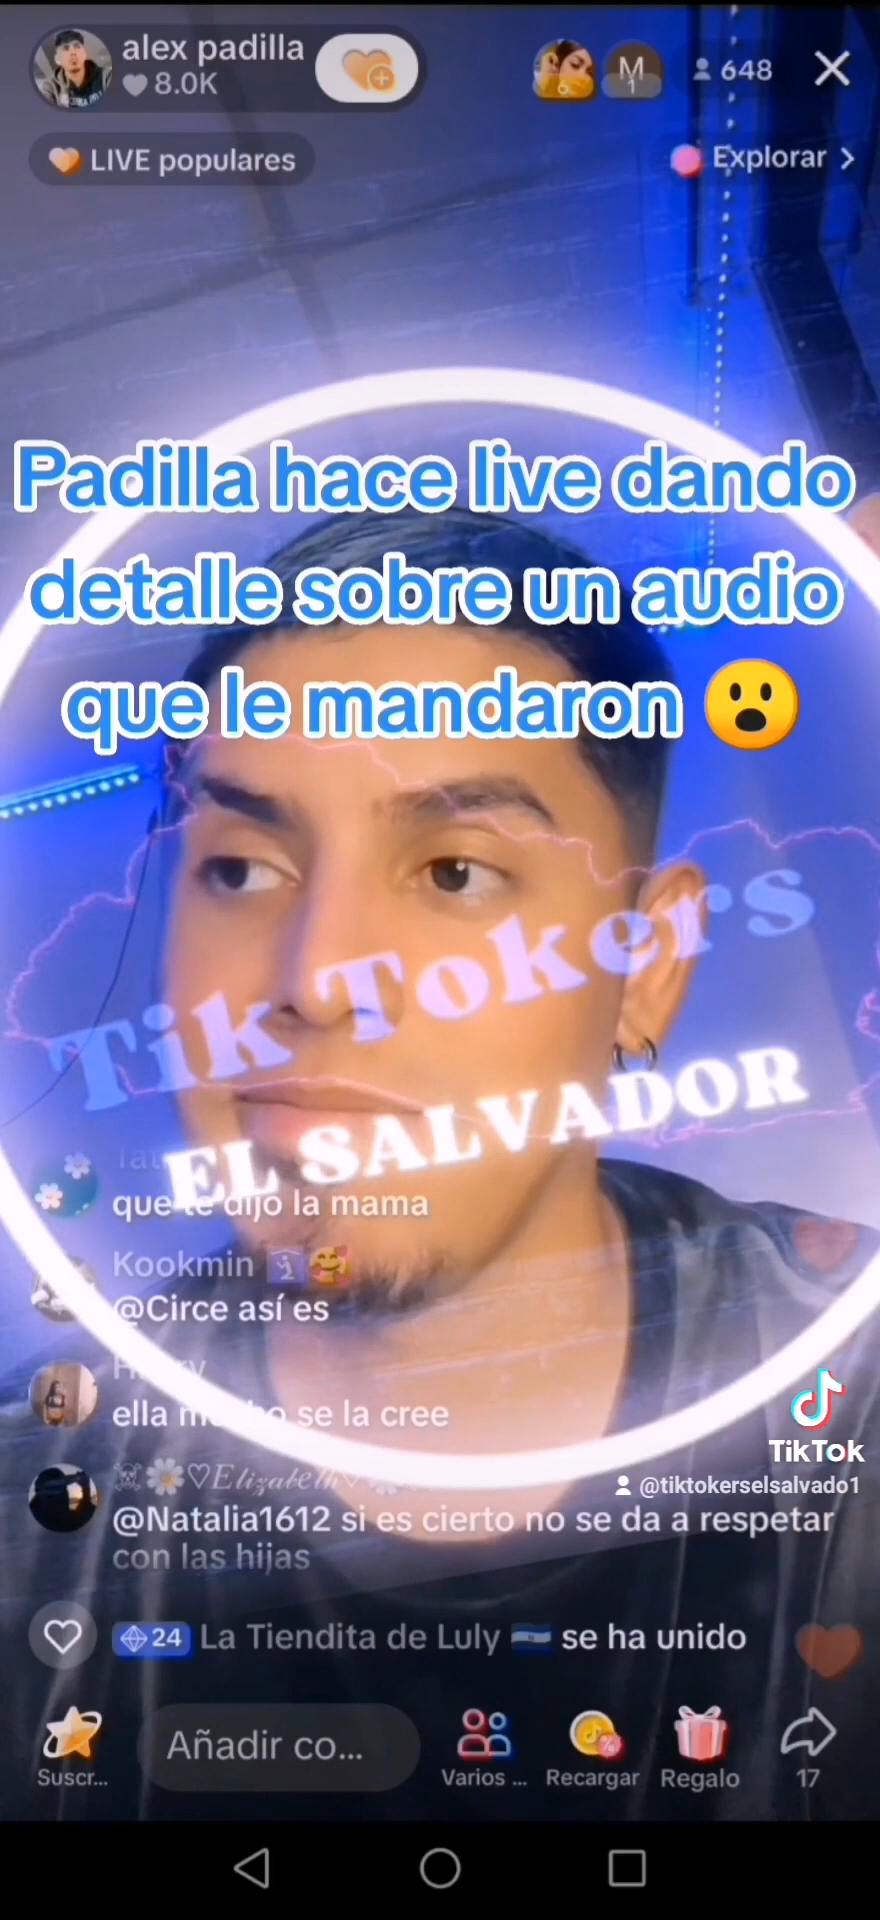 alex padilla
8.0K
M
1
648
LIVE populares
Explorar
Padilla hace live dando
detalle sobre un audio
que le mandaron
Tik Tokers
EL SALVADOR
que te dijo la mama
Kookmin
@Circe así es
ella mucho se la cree
TikTok
@tiktokerselsalvado1
Elizabeth
@Natalia1612 si es cierto no se da a respetar
con las hijas
24 La Tiendita de Luly se ha unido
Añadir co...
Suscr...
Varios ...
Recargar
Regalo
17